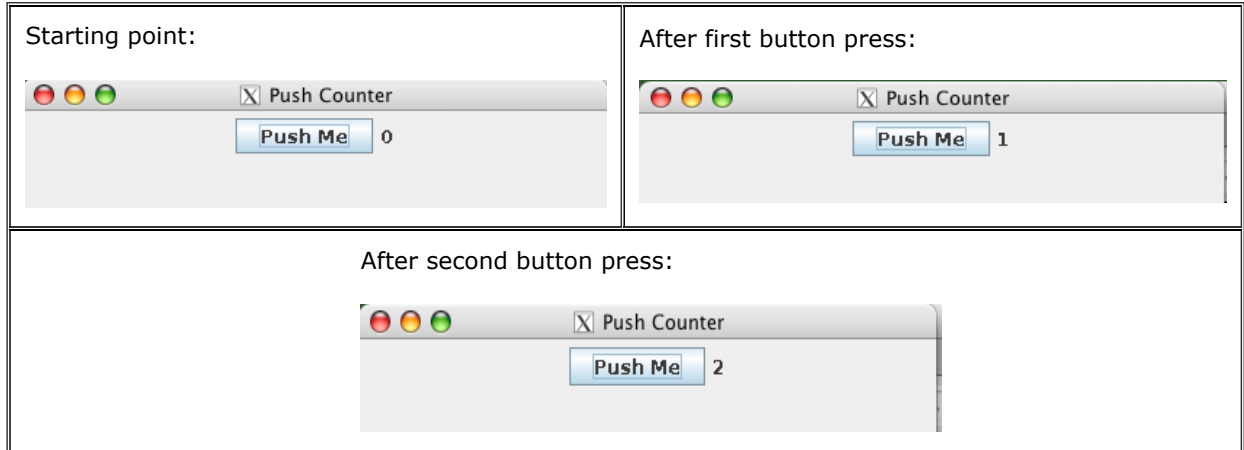 Starting point:
X Push Counter
Push Me 0
After first button press:
X Push Counter
Push Me 1
After second button press:
X Push Counter
Push Me 2